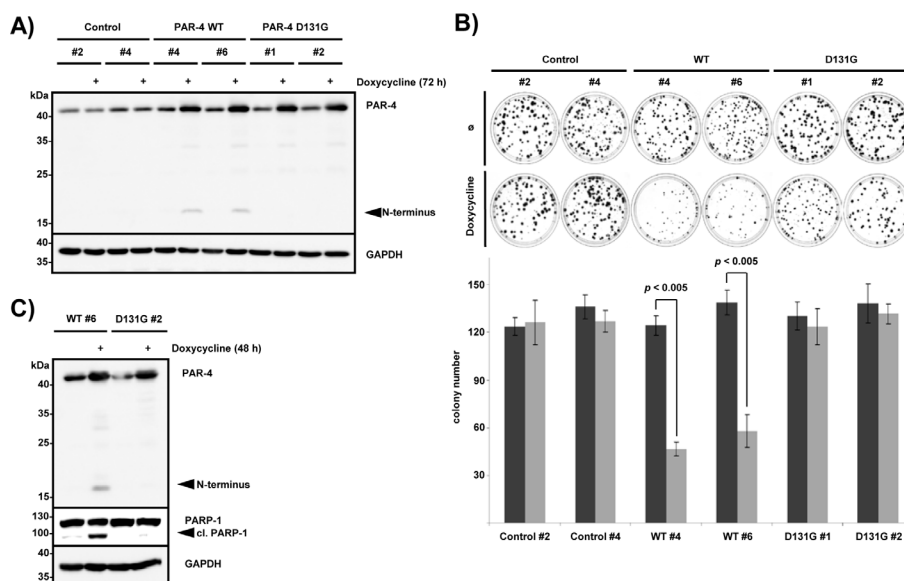 A)
Control PAR-4 WT PAR-4 D131G
#2 #4 #4 #6 #1 #2
+ + + + + + Doxycycline (72 h)
kDa
40
35
25
15
PAR-4
N-terminus
40
35
GAPDH
B)
Control WT D131G
#2 #4 #4 #6 #1 #2
ø
Doxycycline
p < 0.005
p < 0.005
colony number
150
120
90
60
30
Control #2 Control #4 WT #4 WT #6 D131G #1 D131G #2
C)
WT #6 D131G #2
+ + Doxycycline (48 h)
kDa
40
35
25
15
PAR-4
N-terminus
130
100
PARP-1
cl. PARP-1
40
35
GAPDH